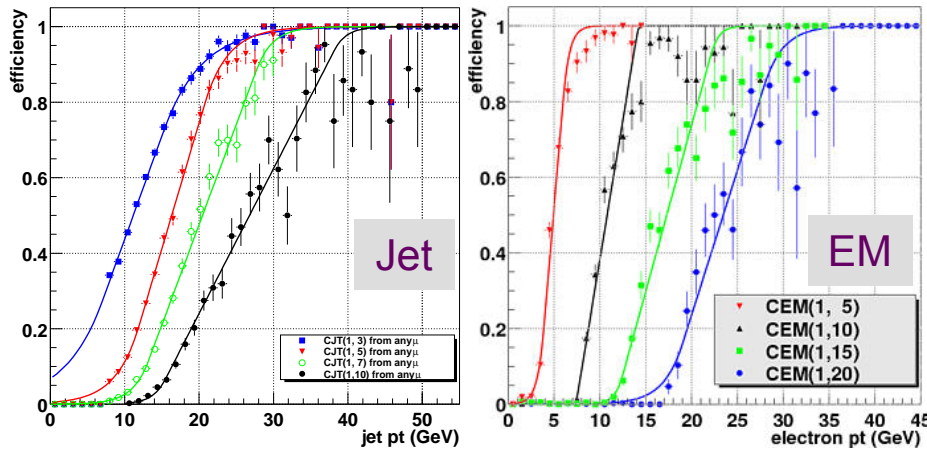 efficiency
1
0.8
0.6
0.4
0.2
0
0 10 20 30 40 50
jet pt (GeV)
Jet
CJT(1, 3) from anyμ
CJT(1, 5) from anyμ
CJT(1, 7) from anyμ
CJT(1,10) from anyμ
efficiency
1
0.8
0.6
0.4
0.2
0
0 5 10 15 20 25 30 35 40 45
electron pt (GeV)
EM
CEM(1, 5)
CEM(1,10)
CEM(1,15)
CEM(1,20)